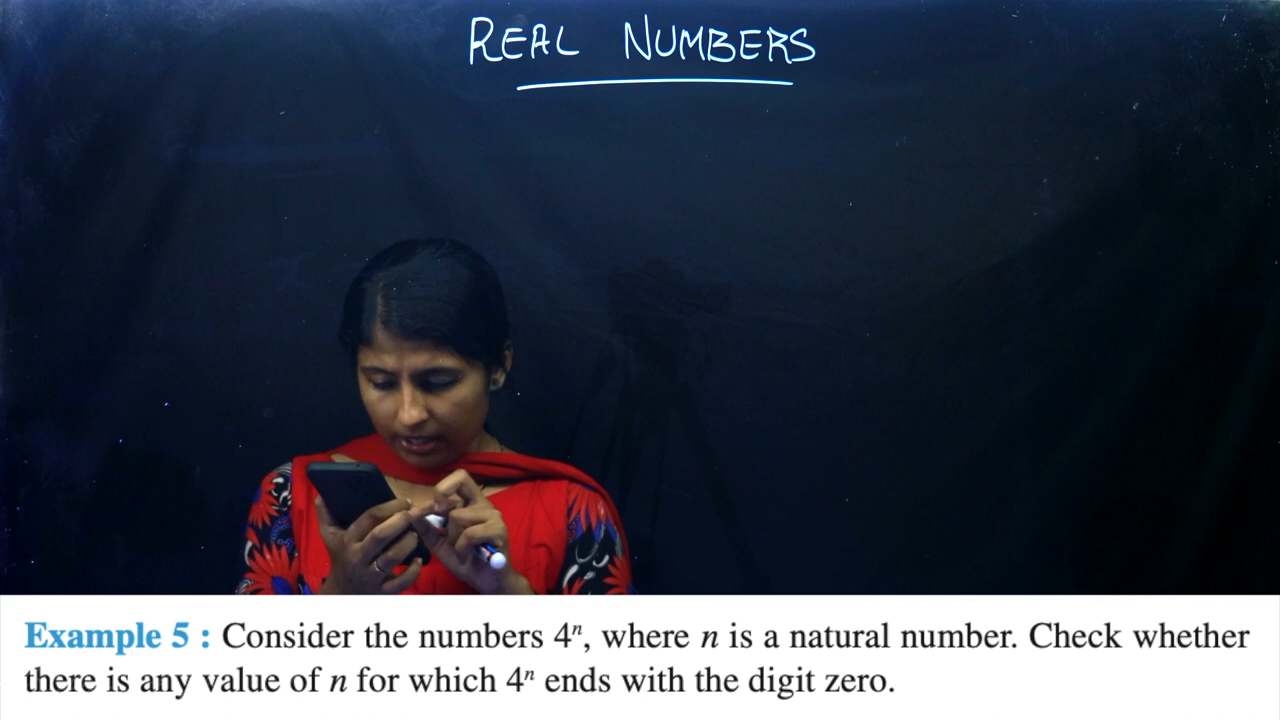 REAL NUMBERS
Example 5 : Consider the numbers 4ⁿ, where n is a natural number. Check whether
there is any value of n for which 4ⁿ ends with the digit zero.